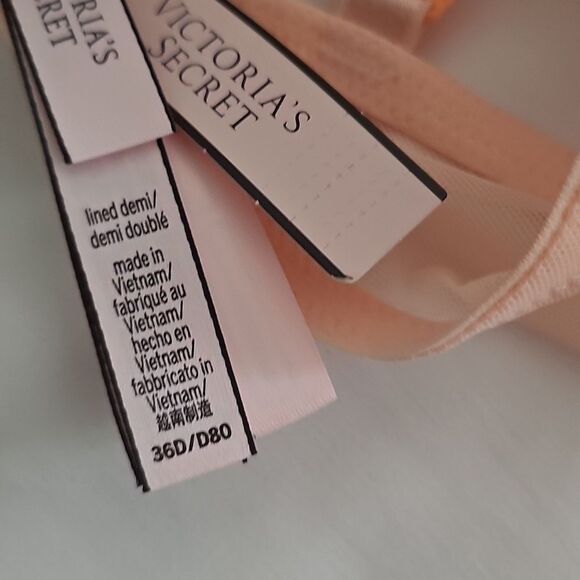 VICTORIA'S
SECRET
'S
SECRET
lined demi/
demi doublé
made in
Vietnam/
fabriqué au
Vietnam/
hecho en
Vietnam/
fabbricato in
Vietnam/
越南制造
36D/D80